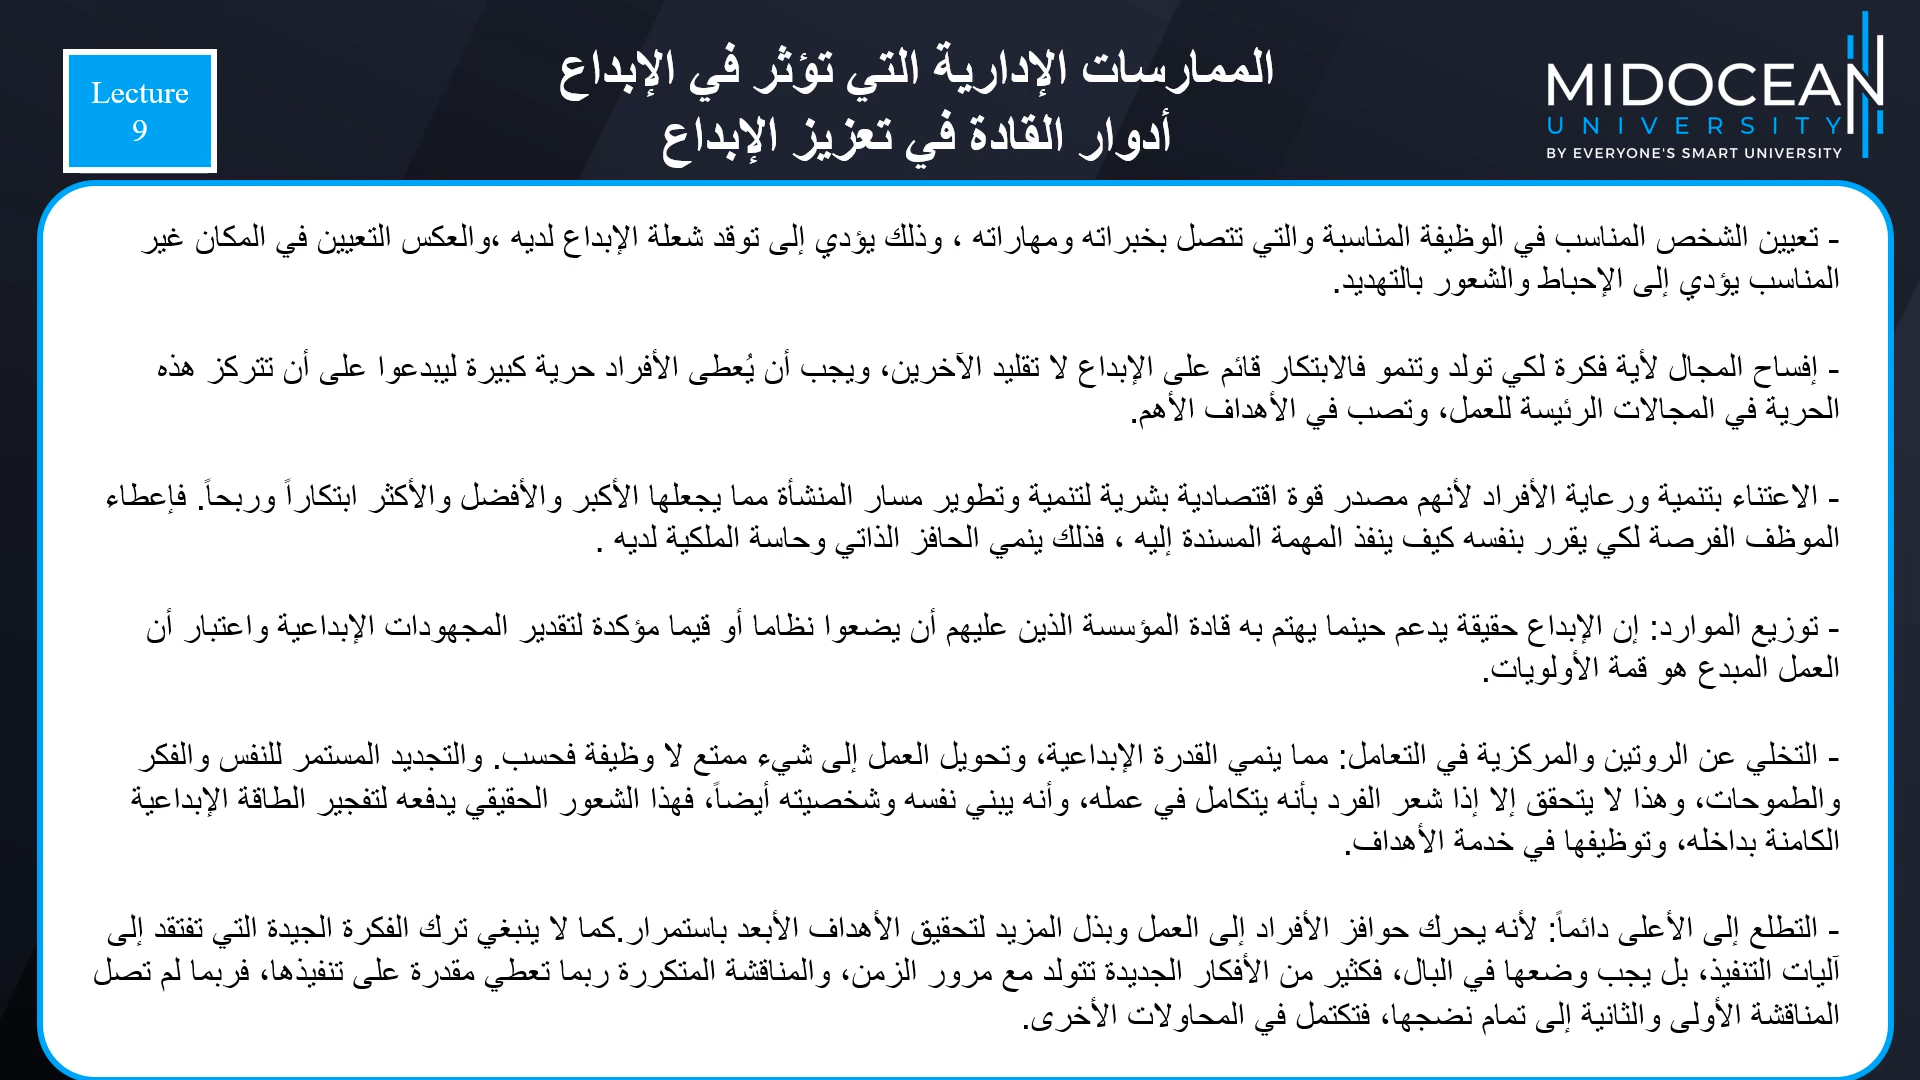 Lecture
9
الممارسات الإدارية التي تؤثر في الإبداع
أدوار القادة في تعزيز الإبداع
MIDOCEAN
UNIVERSITY
BY EVERYONE'S SMART UNIVERSITY
- تعيين الشخص المناسب في الوظيفة المناسبة والتي تتصل بخبراته ومهاراته ، وذلك يؤدي إلى توقد شعلة الإبداع لديه ،والعكس التعيين في المكان غير
المناسب يؤدي إلى الإحباط والشعور بالتهديد.
- إفساح المجال لأية فكرة لكي تولد وتنمو فالابتكار قائم على الإبداع لا تقليد الآخرين، ويجب أن يُعطى الأفراد حرية كبيرة ليبدعوا على أن تتركز هذه
الحرية في المجالات الرئيسة للعمل، وتصب في الأهداف الأهم.
- الاعتناء بتنمية ورعاية الأفراد لأنهم مصدر قوة اقتصادية بشرية لتنمية وتطوير مسار المنشأة مما يجعلها الأكبر والأفضل والأكثر ابتكاراً وربحاً. فإعطاء
الموظف الفرصة لكي يقرر بنفسه كيف ينفذ المهمة المسندة إليه ، فذلك ينمي الحافز الذاتي وحاسة الملكية لديه .
- توزيع الموارد: إن الإبداع حقيقة يدعم حينما يهتم به قادة المؤسسة الذين عليهم أن يضعوا نظاما أو قيما مؤكدة لتقدير المجهودات الإبداعية واعتبار أن
العمل المبدع هو قمة الأولويات.
- التخلي عن الروتين والمركزية في التعامل: مما ينمي القدرة الإبداعية، وتحويل العمل إلى شيء ممتع لا وظيفة فحسب. والتجديد المستمر للنفس والفكر
والطموحات، وهذا لا يتحقق إلا إذا شعر الفرد بأنه يتكامل في عمله، وأنه يبني نفسه وشخصيته أيضاً، فهذا الشعور الحقيقي يدفعه لتفجير الطاقة الإبداعية
الكامنة بداخله، وتوظيفها في خدمة الأهداف.
- التطلع إلى الأعلى دائماً: لأنه يحرك حوافز الأفراد إلى العمل وبذل المزيد لتحقيق الأهداف الأبعد باستمرار.كما لا ينبغي ترك الفكرة الجيدة التي تفتقد إلى
آليات التنفيذ، بل يجب وضعها في البال، فكثير من الأفكار الجديدة تتولد مع مرور الزمن، والمناقشة المتكررة ربما تعطي مقدرة على تنفيذها، فربما لم تصل
المناقشة الأولى والثانية إلى تمام نضجها، فتكتمل في المحاولات الأخرى.